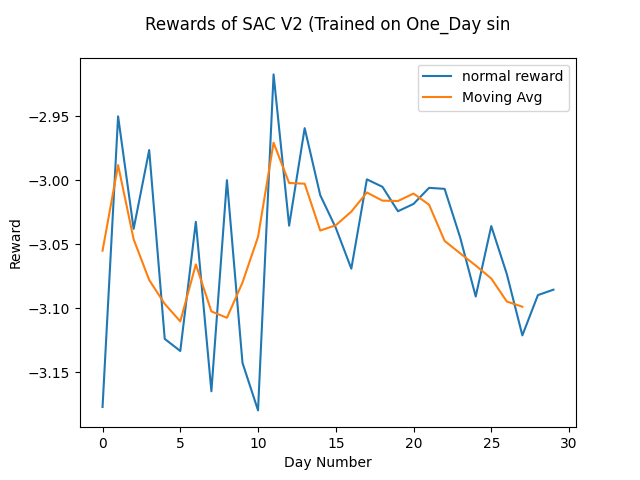 Rewards of SAC V2 (Trained on One_Day sin
normal reward
Moving Avg
−2.95
−3.00
−3.05
−3.10
−3.15
Reward
0 5 10 15 20 25 30
Day Number